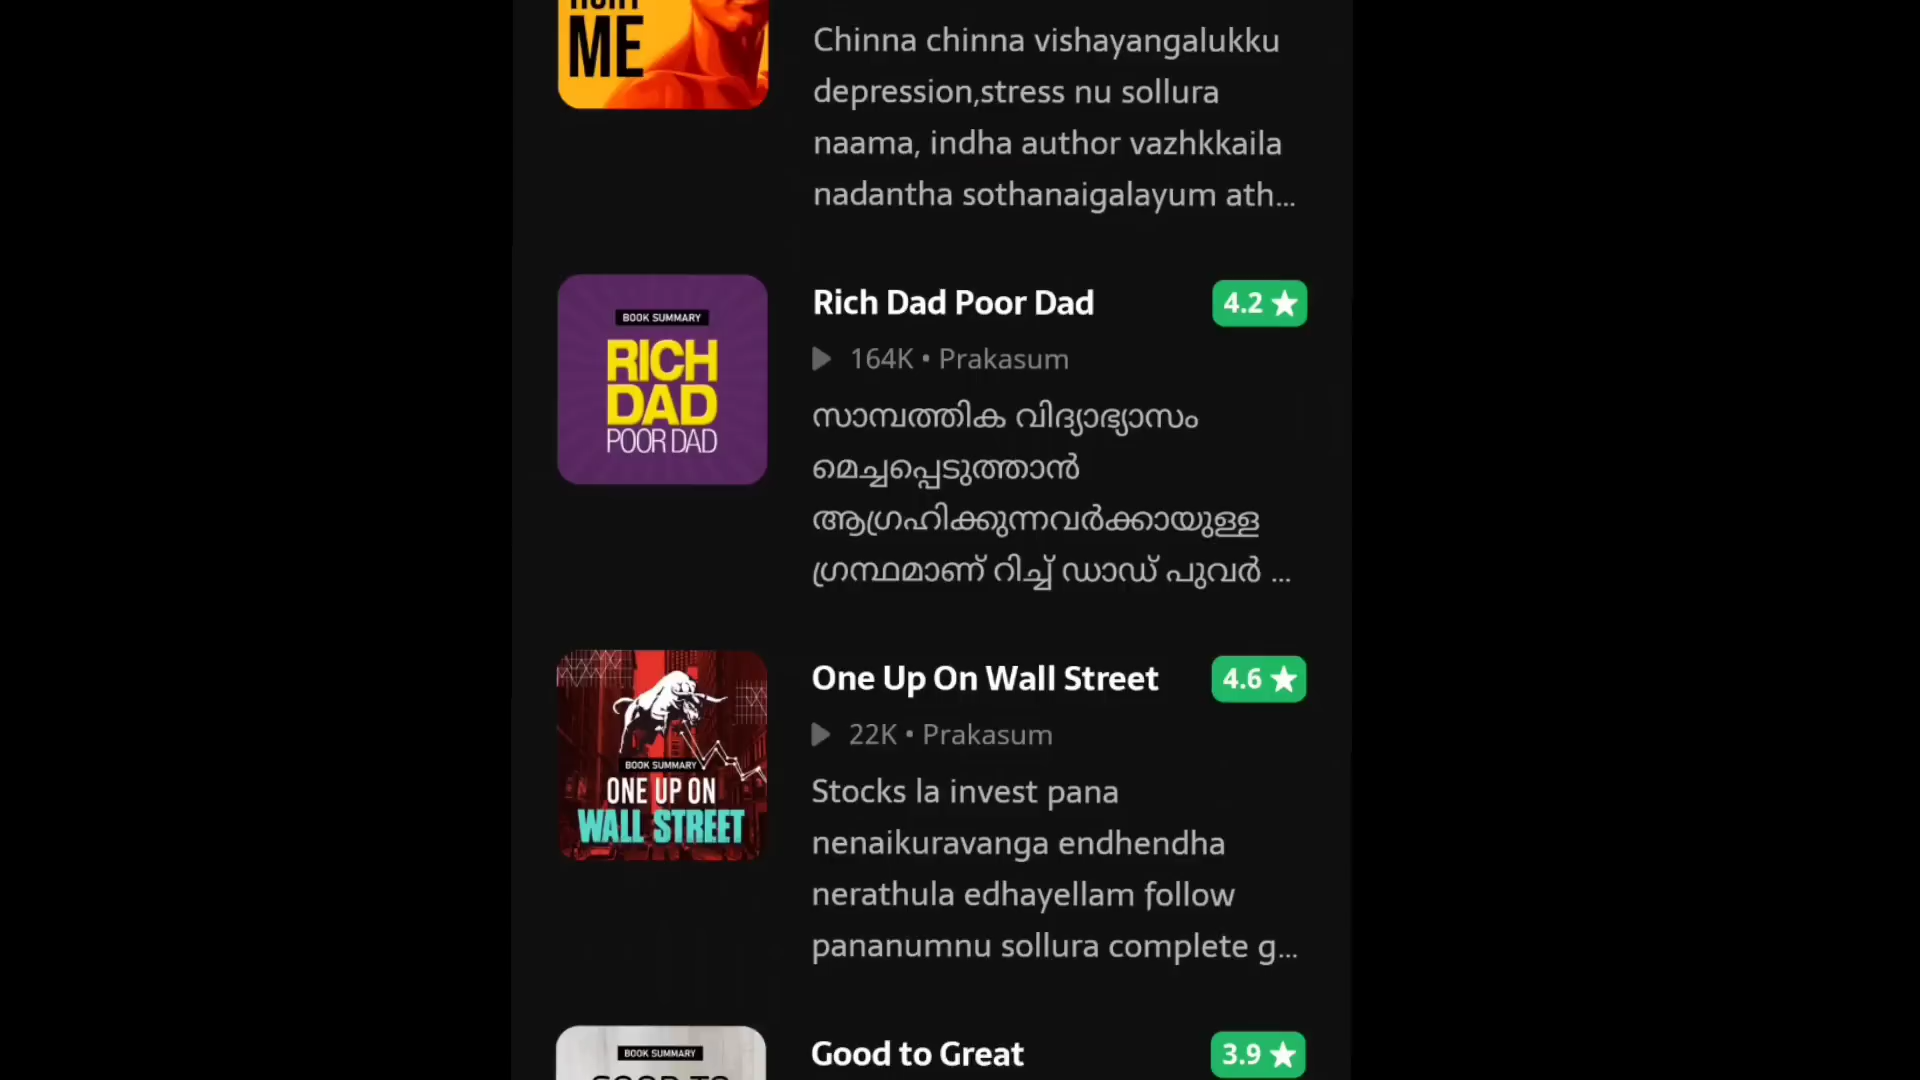 ME
Chinna chinna vishayangalukku
depression,stress nu sollura
naama, indha author vazhkkaila
nadantha sothanaigalayum ath...
BOOK SUMMARY
RICH
DAD
POOR DAD
Rich Dad Poor Dad
4.2 ★
164K • Prakasum
സാമ്പത്തിക വിദ്യാഭ്യാസം
മെച്ചപ്പെടുത്താൻ
ആഗ്രഹിക്കുന്നവർക്കായുള്ള
ഗ്രന്ഥമാണ് റിച്ച് ഡാഡ് പുവർ ...
BOOK SUMMARY
ONE UP ON
WALL STREET
One Up On Wall Street
4.6 ★
22K • Prakasum
Stocks la invest pana
nenaikuravanga endhendha
nerathula edhayellam follow
pananumnu sollura complete g...
BOOK SUMMARY
Good to Great
3.9 ★